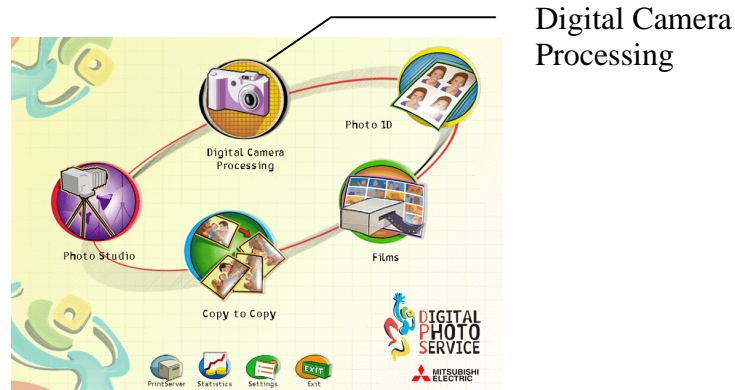 Digital Camera
Processing
Photo ID
Digital Camera
Processing
Photo Studio
Films
Copy to Copy
DIGITAL
PHOTO
SERVICE
MITSUBISHI
ELECTRIC
EXIT
PrintServer Statistics Settings Exit